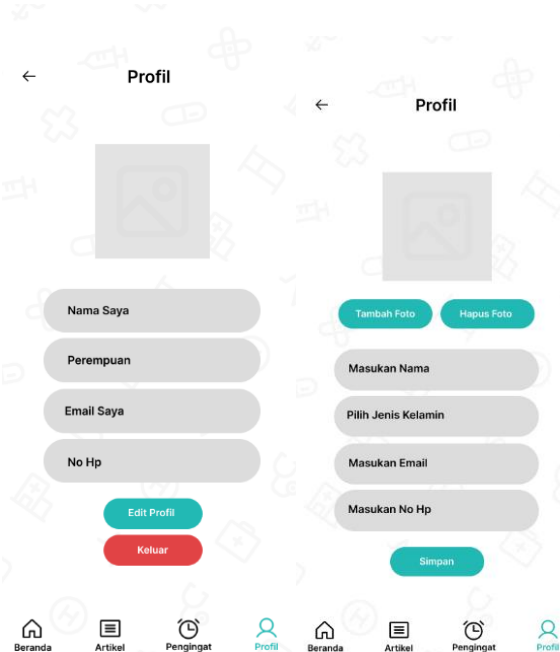 Profil
Nama Saya
Perempuan
Email Saya
No Hp
Edit Profil
Keluar
Beranda
Artikel
Pengingat
Profil
Profil
Tambah Foto
Hapus Foto
Masukan Nama
Pilih Jenis Kelamin
Masukan Email
Masukan No Hp
Simpan
Beranda
Artikel
Pengingat
Profil